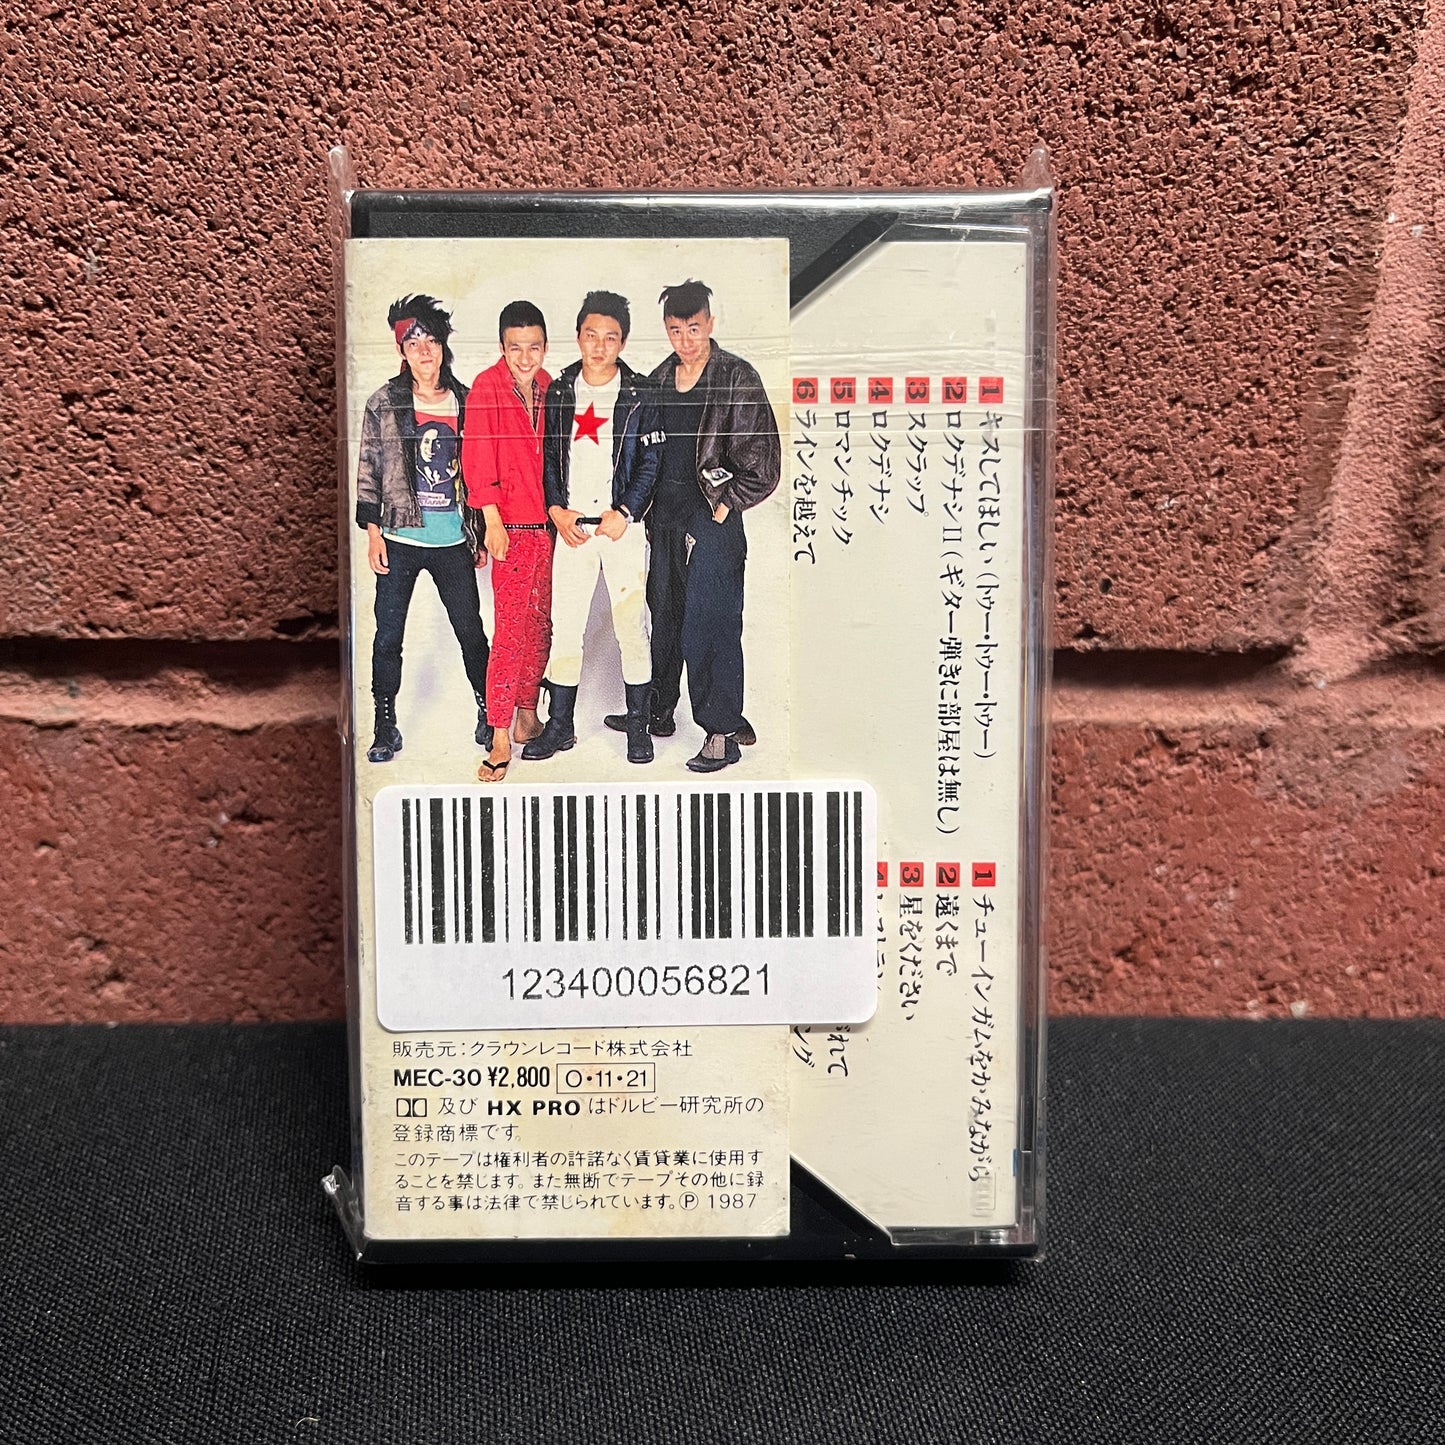 1 キスしてほしい(トゥー・トゥー・トゥー)
2 ロクデナシII(ギター弾きに部屋は無し)
3 スクラップ
4 ロクデナシ
5 ロマンチック
6 ラインを越えて
1 チューインガムをかみながら
2 遠くまで
3 星をください
4
れて
ング
123400056821
販売元:クラウンレコード株式会社
MEC-30 ¥2,800 O・11・21
及び HX PRO はドルビー研究所の
登録商標です。
このテープは権利者の許諾なく賃貸業に使用す
ることを禁じます。また無断でテープその他に録
音する事は法律で禁じられています。Ⓟ 1987